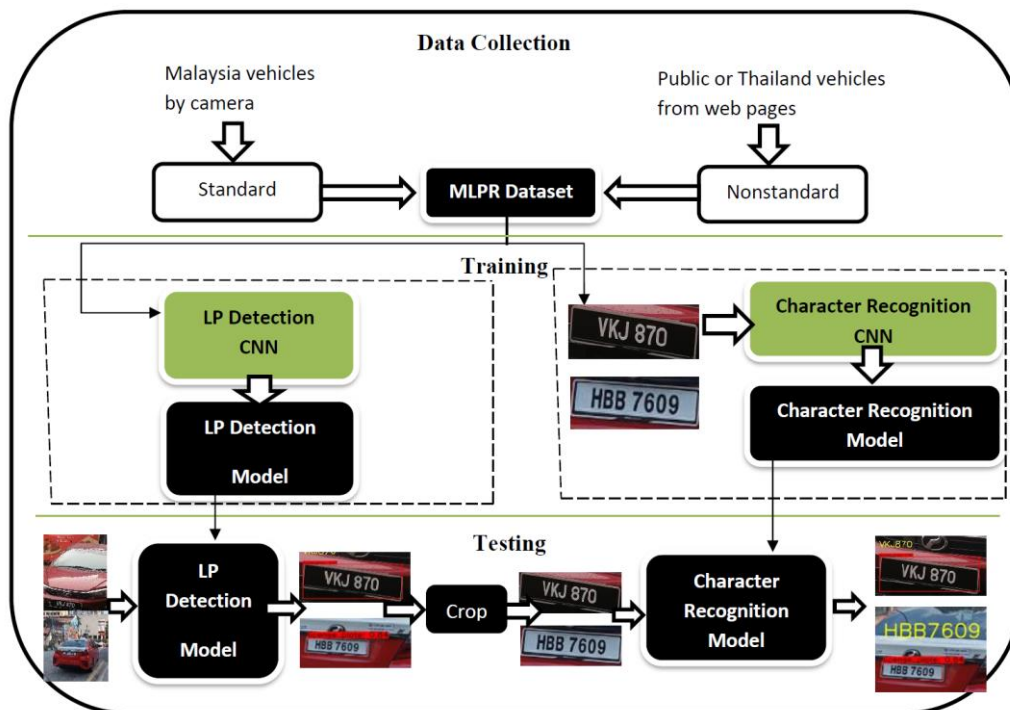 Data Collection
Malaysia vehicles
by camera
Public or Thailand vehicles
from web pages
Standard
MLPR Dataset
Nonstandard
Training
LP Detection
CNN
VKJ 870
Character Recognition
CNN
HBB 7609
LP Detection
Model
Character Recognition
Model
Testing
LP
Detection
Model
VKJ 870
HBB 7609
Crop
VKJ 870
HBB 7609
Character
Recognition
Model
VKJ 870
VKJ 870
HBB7609
HBB 7609